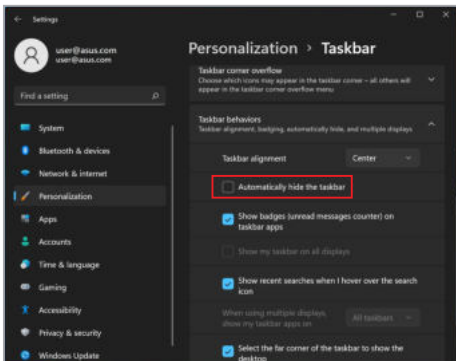 Settings
user@asus.com
user@asus.com
Find a setting
System
Bluetooth & devices
Network & internet
Personalization
Apps
Accounts
Time & language
Gaming
Accessibility
Privacy & security
Windows Update
Personalization > Taskbar
Taskbar corner overflow
Choose which icons may appear in the taskbar corner – all others will
appear in the taskbar corner overflow menu
Taskbar behaviors
Taskbar alignment, badging, automatically hide, and multiple displays
Taskbar alignment
Center
Automatically hide the taskbar
Show badges (unread messages counter) on
taskbar apps
Show my taskbar on all displays
Show recent searches when I hover over the search
icon
When using multiple displays,
show my taskbar apps on
All taskbars
Select the far corner of the taskbar to show the
desktop